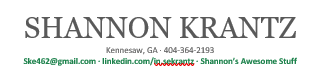 SHANNON KRANTZ
Kennesaw, GA · 404-364-2193
Ske462@gmail.com · linkedin.com/in.sekrantz · Shannon's Awesome Stuff